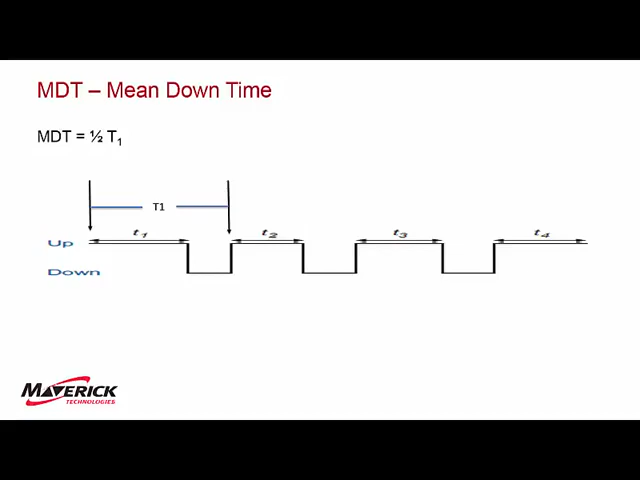 MDT – Mean Down Time
MDT = ½ T₁
T1
t₁ t₂ t₃ t₄
Up
Down
MAVERICK
TECHNOLOGIES